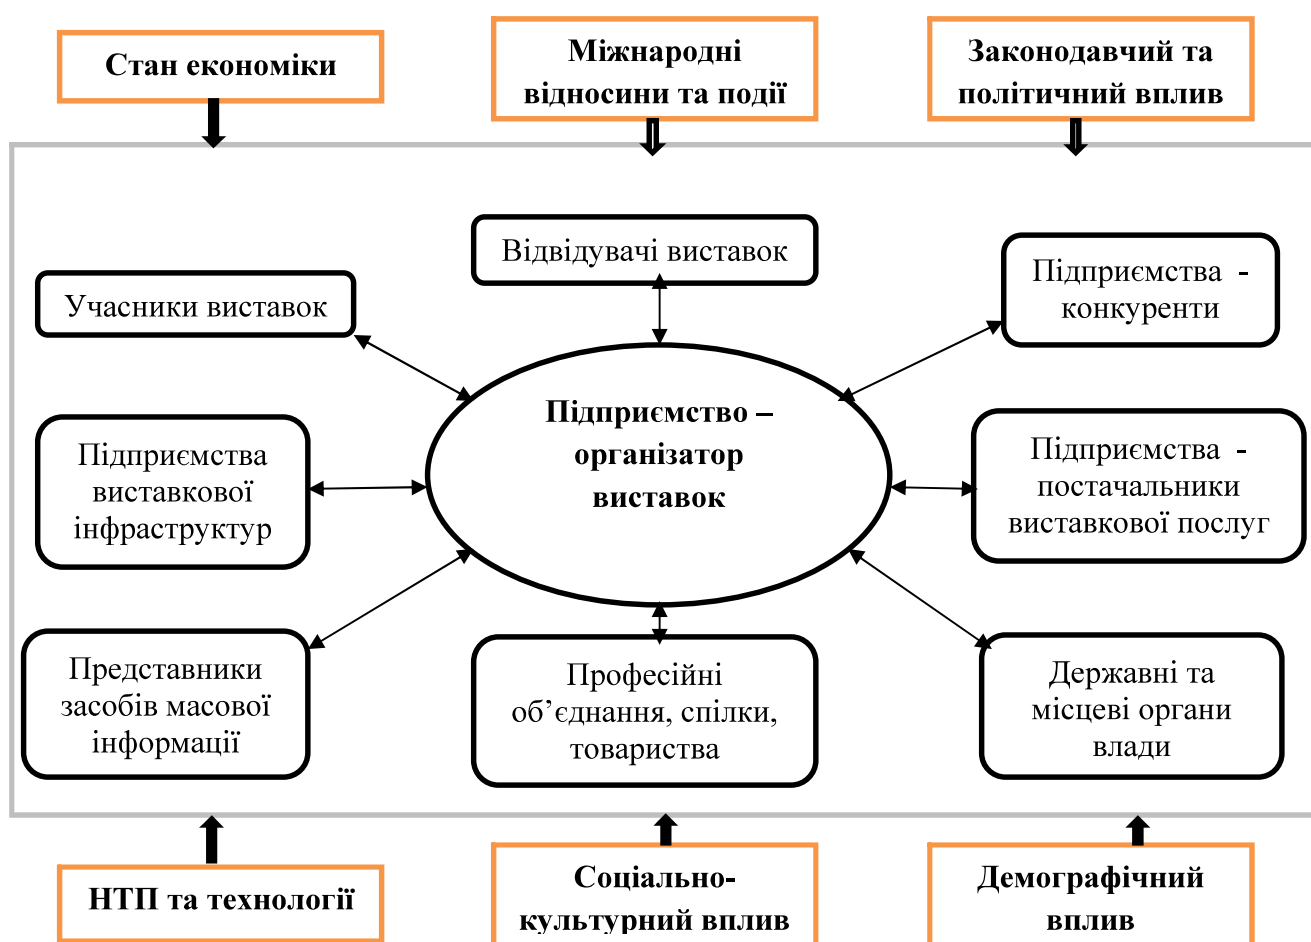 Стан економіки
Міжнародні
відносини та події
Законодавчий та
політичний вплив
Відвідувачі виставок
Учасники виставок
Підприємства -
конкуренти
Підприємство –
організатор
виставок
Підприємства
виставкової
інфраструктур
Підприємства -
постачальники
виставкової послуг
Представники
засобів масової
інформації
Професійні
об’єднання, спілки,
товариства
Державні та
місцеві органи
влади
НТП та технології
Соціально-
культурний вплив
Демографічний
вплив